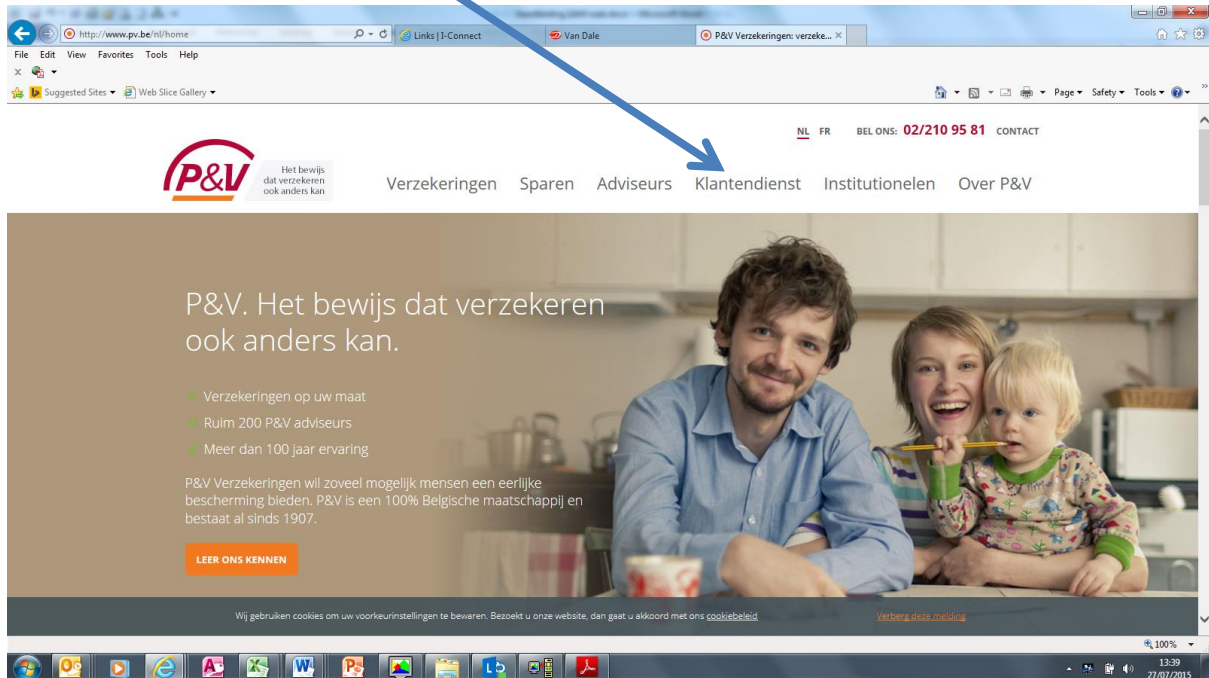 http://www.pv.be/nl/home
Links | I-Connect
Van Dale
P&V Verzekeringen: verzeke...
File Edit View Favorites Tools Help
Suggested Sites
Web Slice Gallery
Page
Safety
Tools
NL FR BEL ONS: 02/210 95 81 CONTACT
P&V
Het bewijs
dat verzekeren
ook anders kan
Verzekeringen Sparen Adviseurs Klantendienst Institutionelen Over P&V
P&V. Het bewijs dat verzekeren
ook anders kan.
Verzekeringen op uw maat
Ruim 200 P&V adviseurs
Meer dan 100 jaar ervaring
P&V Verzekeringen wil zoveel mogelijk mensen een eerlijke
bescherming bieden. P&V is een 100% Belgische maatschappij en
bestaat al sinds 1907.
LEER ONS KENNEN
Wij gebruiken cookies om uw voorkeurinstellingen te bewaren. Bezoekt u onze website, dan gaat u akkoord met ons cookiebeleid
Verberg deze melding
100%
13:39
27/07/2015